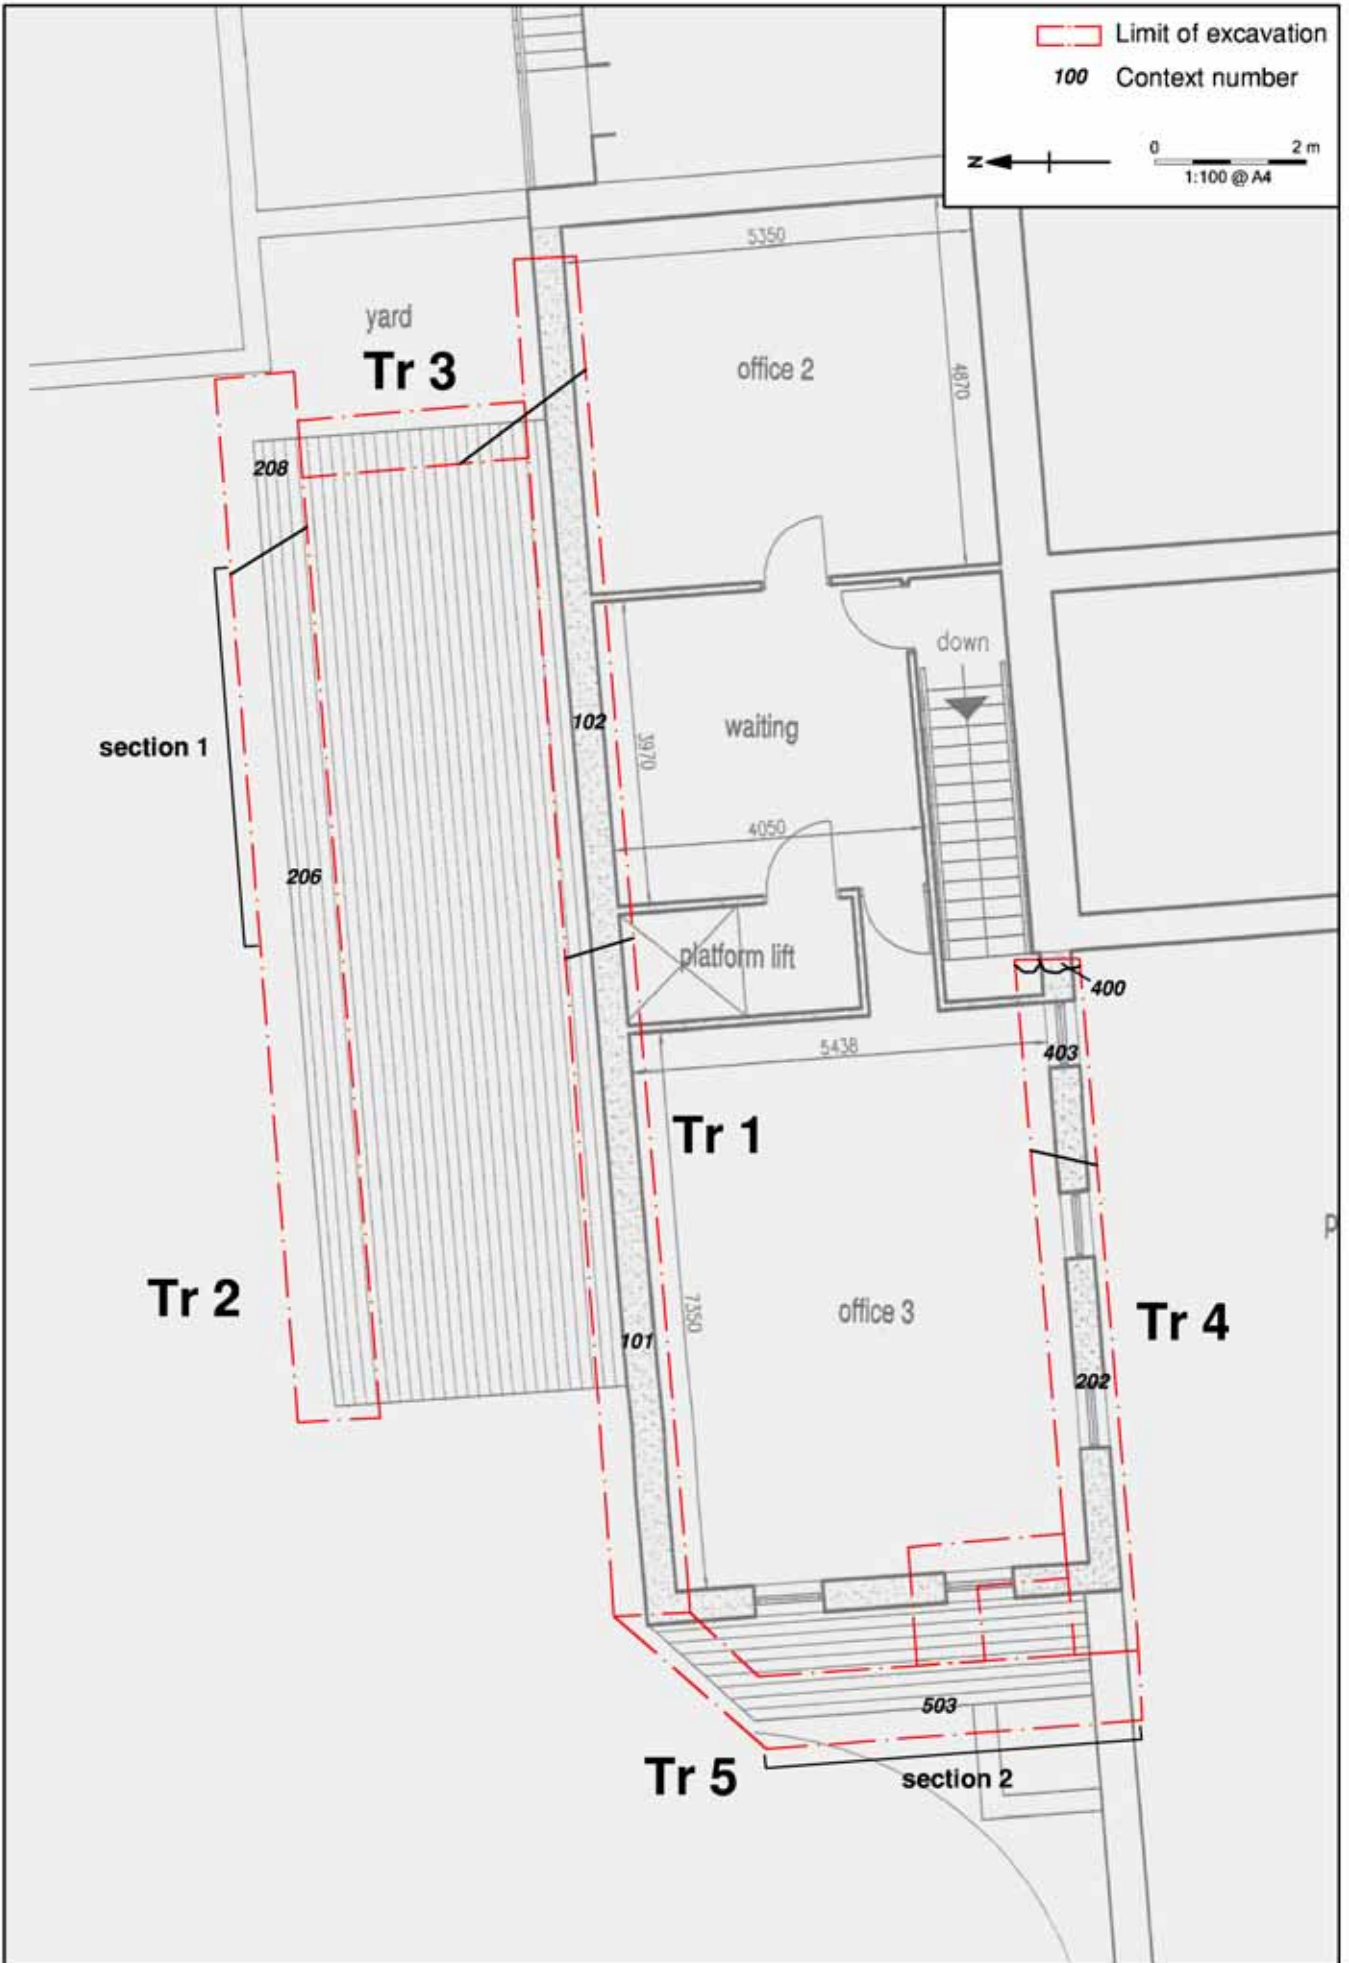 Limit of excavation
100 Context number
N
0 2 m
1:100 @ A4
5350
yard
Tr 3
office 2
4870
208
down
102
waiting
section 1
3970
4050
206
platform lift
400
5438
403
Tr 1
P
Tr 2
7350
office 3
Tr 4
101
202
503
Tr 5
section 2